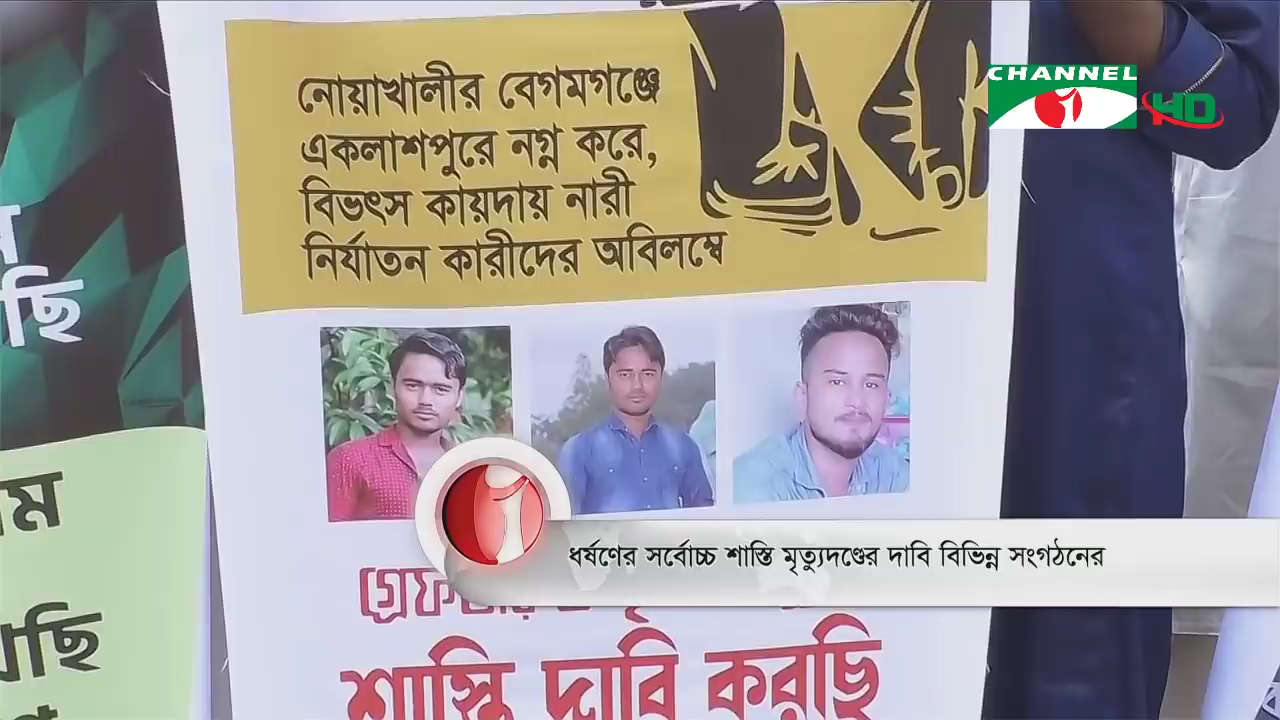 CHANNEL
i HD
নোয়াখালীর বেগমগঞ্জে
একলাশপুরে নগ্ন করে,
বিভৎস কায়দায় নারী
নির্যাতন কারীদের অবিলম্বে
ছি
ম
ছি
ধর্ষণের সর্বোচ্চ শাস্তি মৃত্যুদণ্ডের দাবি বিভিন্ন সংগঠনের
শাস্তি দাবি করছি